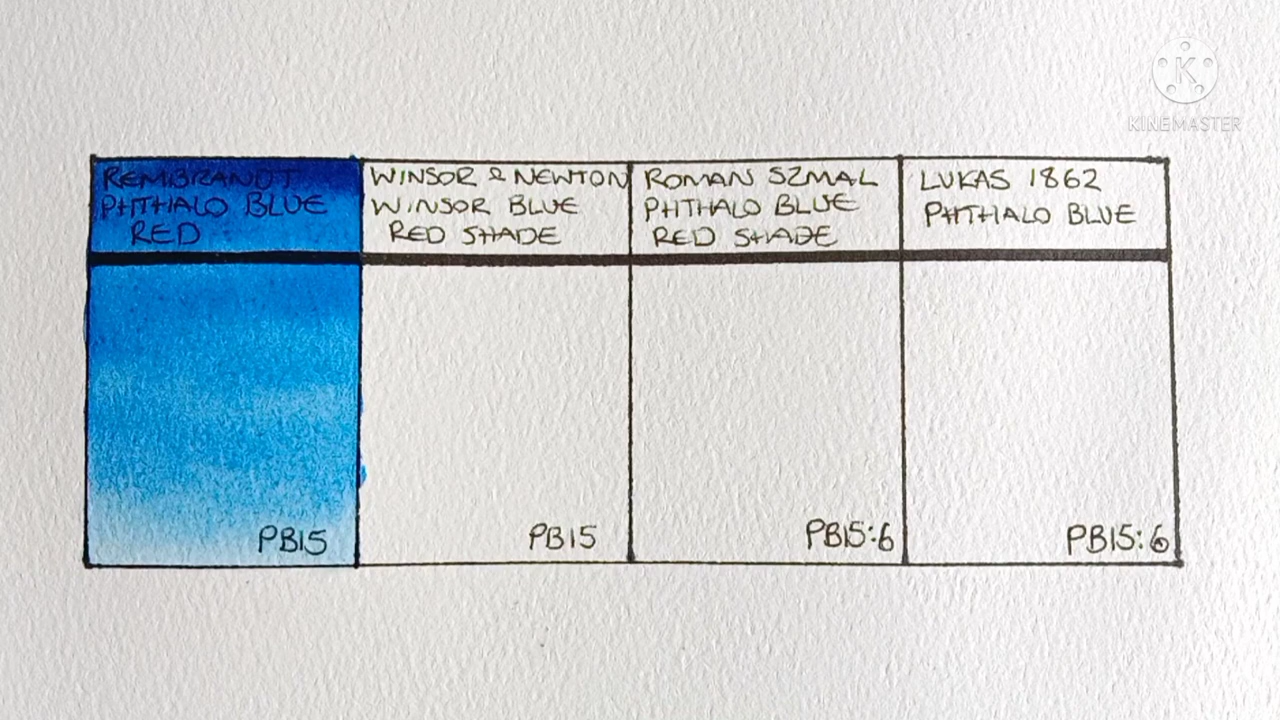 K
KINEMASTER
REMBRANDT
PHTHALO BLUE
RED
WINSOR & NEWTON
WINSOR BLUE
RED SHADE
ROMAN SZMAL
PHTHALO BLUE
RED SHADE
LUKAS 1862
PHTHALO BLUE
PB15
PB15
PB15:6
PB15:6